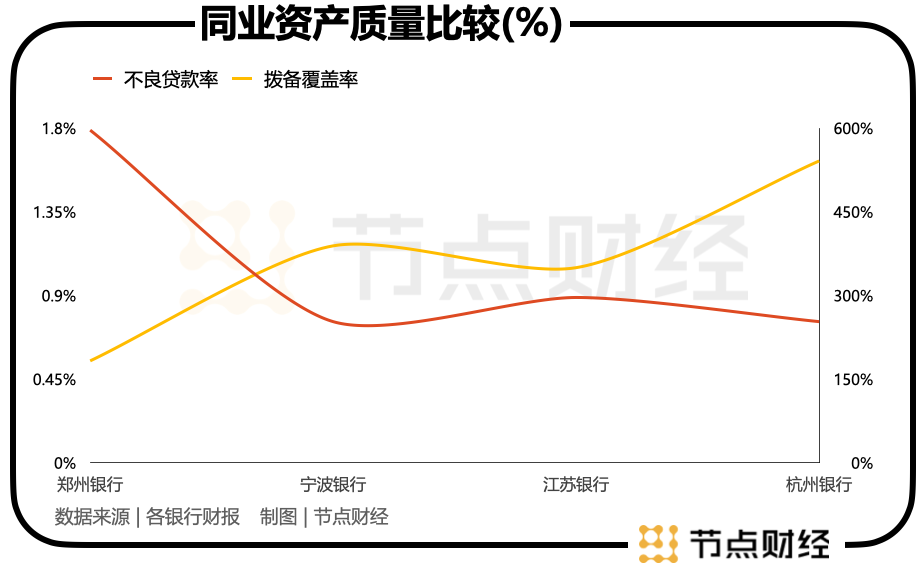 同业资产质量比较(%)
不良贷款率 拨备覆盖率
1.8% 600%
1.35% 450%
节点财经
0.9% 300%
0.45% 150%
0% 0%
郑州银行 宁波银行 江苏银行 杭州银行
数据来源 | 各银行财报 制图 | 节点财经
节点财经